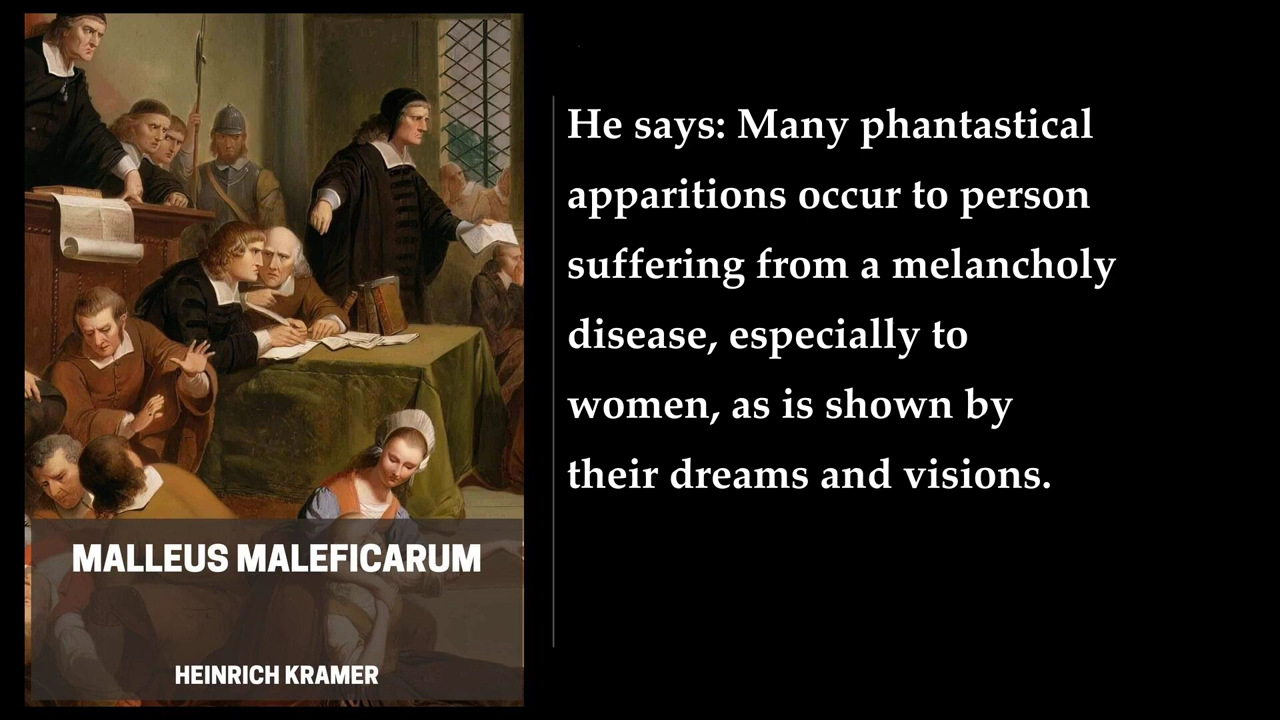 MALLEUS MALEFICARUM
HEINRICH KRAMER
He says: Many phantastical
apparitions occur to person
suffering from a melancholy
disease, especially to
women, as is shown by
their dreams and visions.